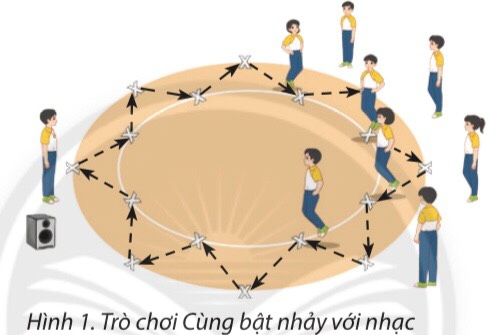 Hình 1. Trò chơi Cùng bật nhảy với nhạc